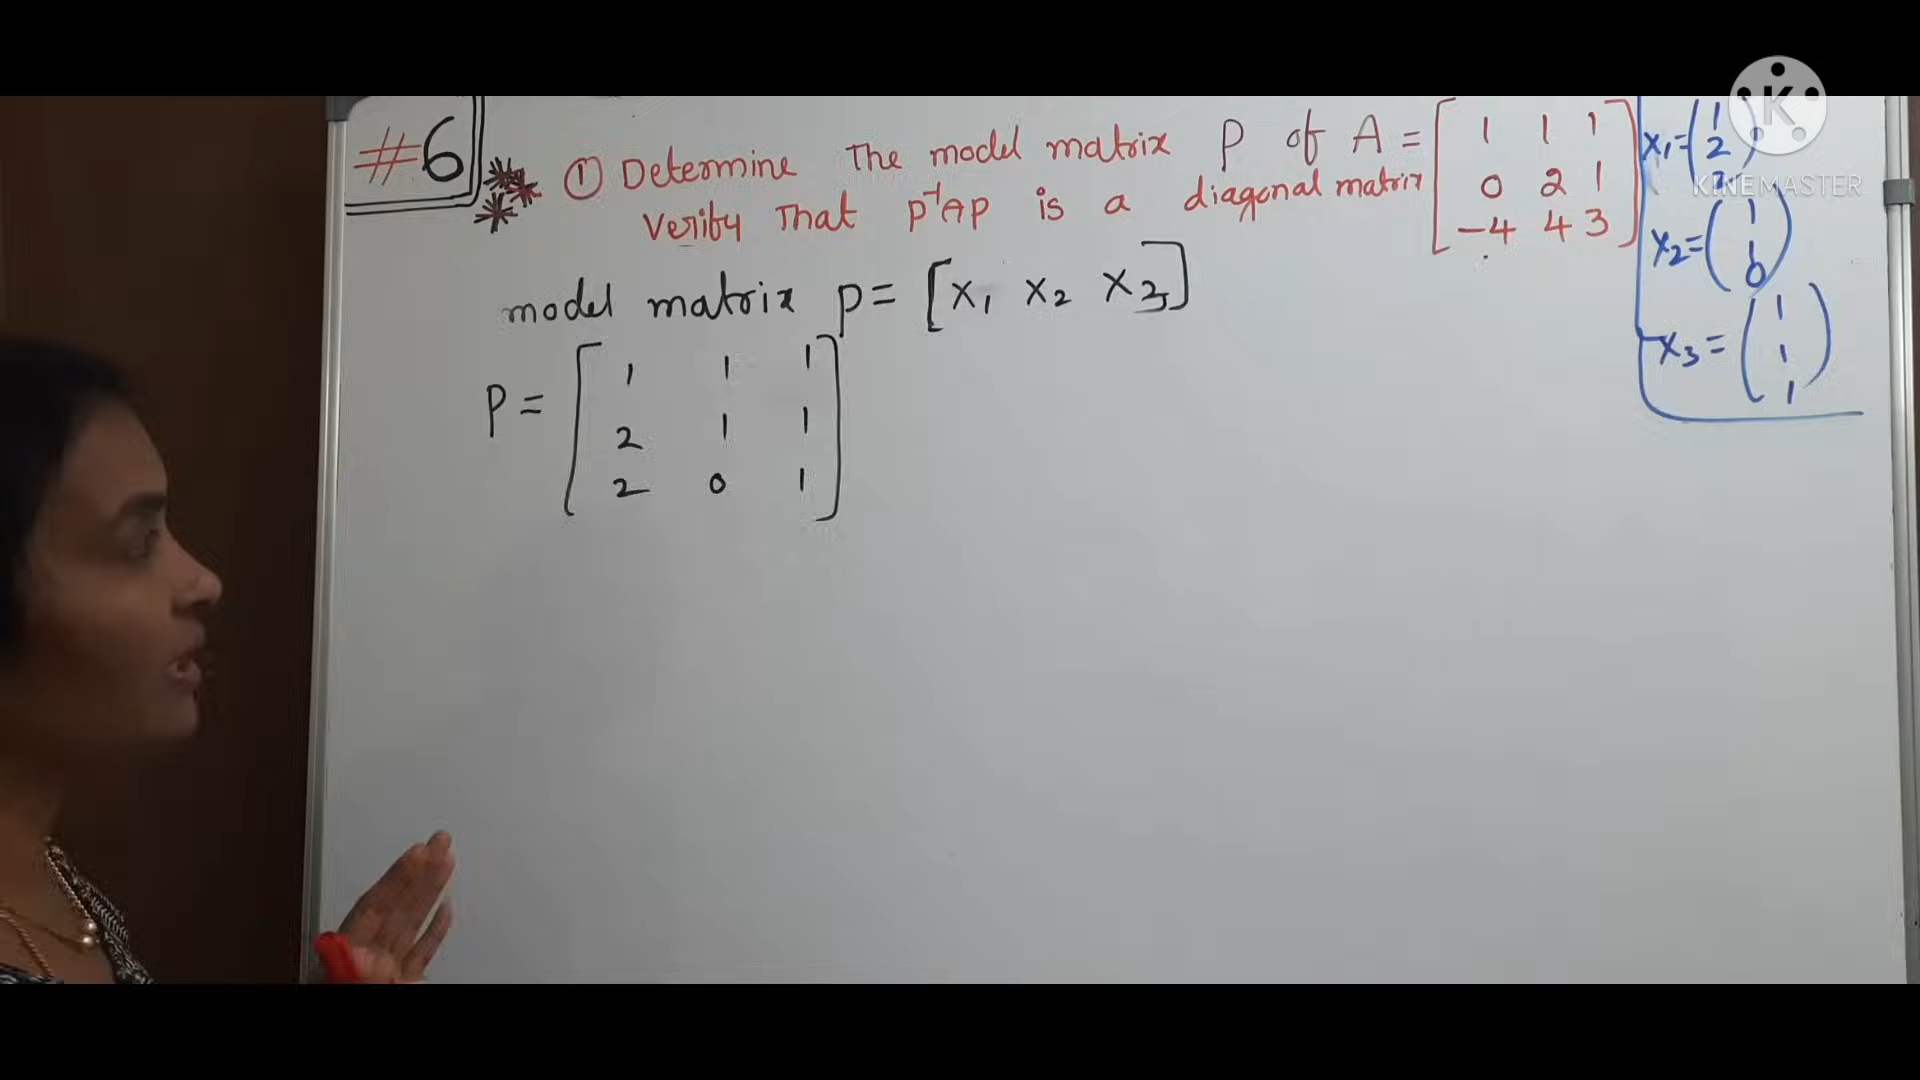 #6
① Determine The model matrix P of A = [1 1 1
0 2 1
-4 4 3]
Verify That P⁻¹AP is a diagonal matrix
model matrix P = [x₁ x₂ x₃]
P = [1 1 1
2 1 1
2 0 1]
x₁ = (1
2
2)
x₂ = (1
1
0)
x₃ = (1
1
1)
K
KINEMASTER